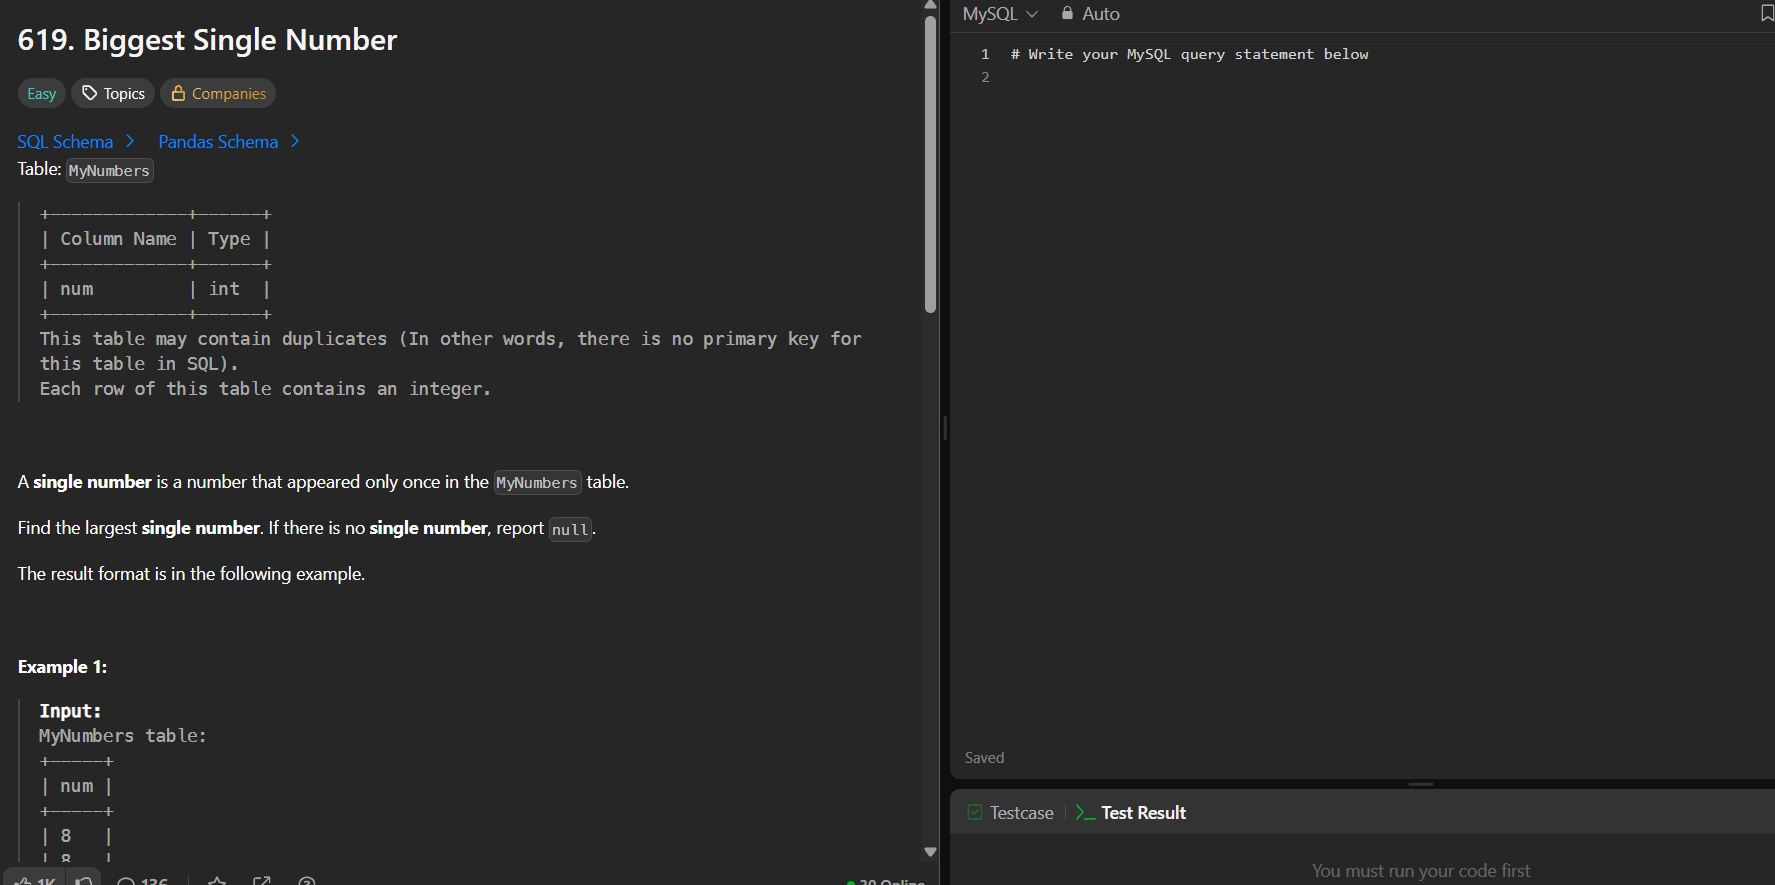 619. Biggest Single Number
Easy Topics Companies
SQL Schema Pandas Schema
Table: MyNumbers
+-------------+------+
| Column Name | Type |
+-------------+------+
| num         | int  |
+-------------+------+
This table may contain duplicates (In other words, there is no primary key for
this table in SQL).
Each row of this table contains an integer.
A single number is a number that appeared only once in the MyNumbers table.
Find the largest single number. If there is no single number, report null.
The result format is in the following example.
Example 1:
Input:
MyNumbers table:
+-----+
| num |
+-----+
| 8   |
| 8   |
1K 136
30 Online
MySQL Auto
1 # Write your MySQL query statement below
2
Saved
Testcase >_ Test Result
You must run your code first